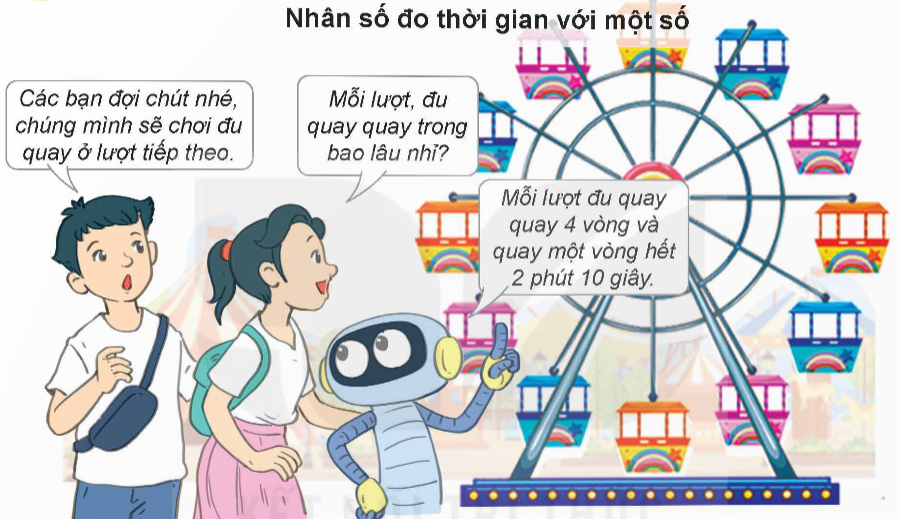 Nhân số đo thời gian với một số
Các bạn đợi chút nhé,
chúng mình sẽ chơi đu
quay ở lượt tiếp theo.
Mỗi lượt, đu
quay quay trong
bao lâu nhỉ?
Mỗi lượt đu quay
quay 4 vòng và
quay một vòng hết
2 phút 10 giây.